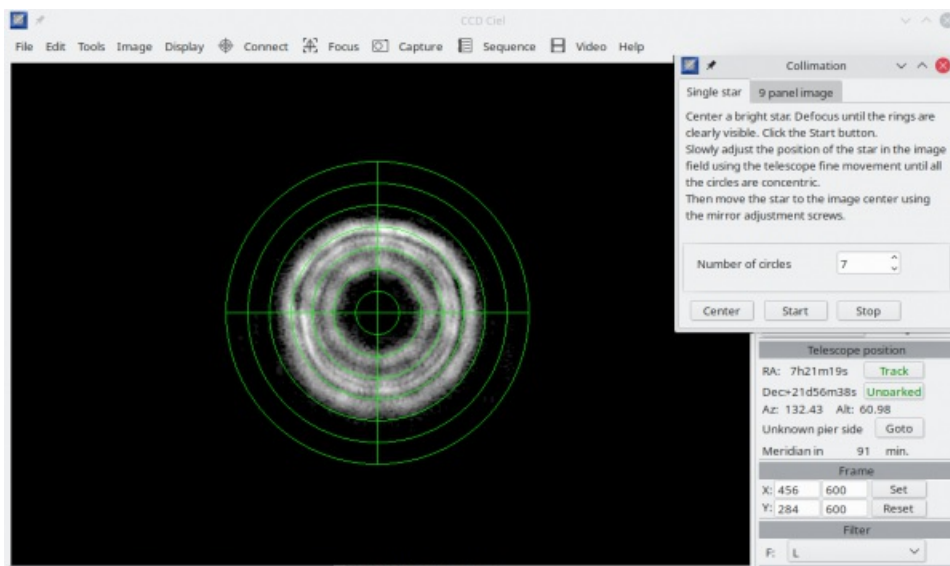 CCD Ciel
File Edit Tools Image Display Connect Focus Capture Sequence Video Help
Collimation
Single star 9 panel image
Center a bright star. Defocus until the rings are
clearly visible. Click the Start button.
Slowly adjust the position of the star in the image
field using the telescope fine movement until all
the circles are concentric.
Then move the star to the image center using
the mirror adjustment screws.
Number of circles 7
Center Start Stop
Telescope position
RA: 7h21m19s Track
Dec:+21d56m38s Unparked
Az: 132.43 Alt: 60.98
Unknown pier side Goto
Meridian in 91 min.
Frame
X: 456 600 Set
Y: 284 600 Reset
Filter
F: L